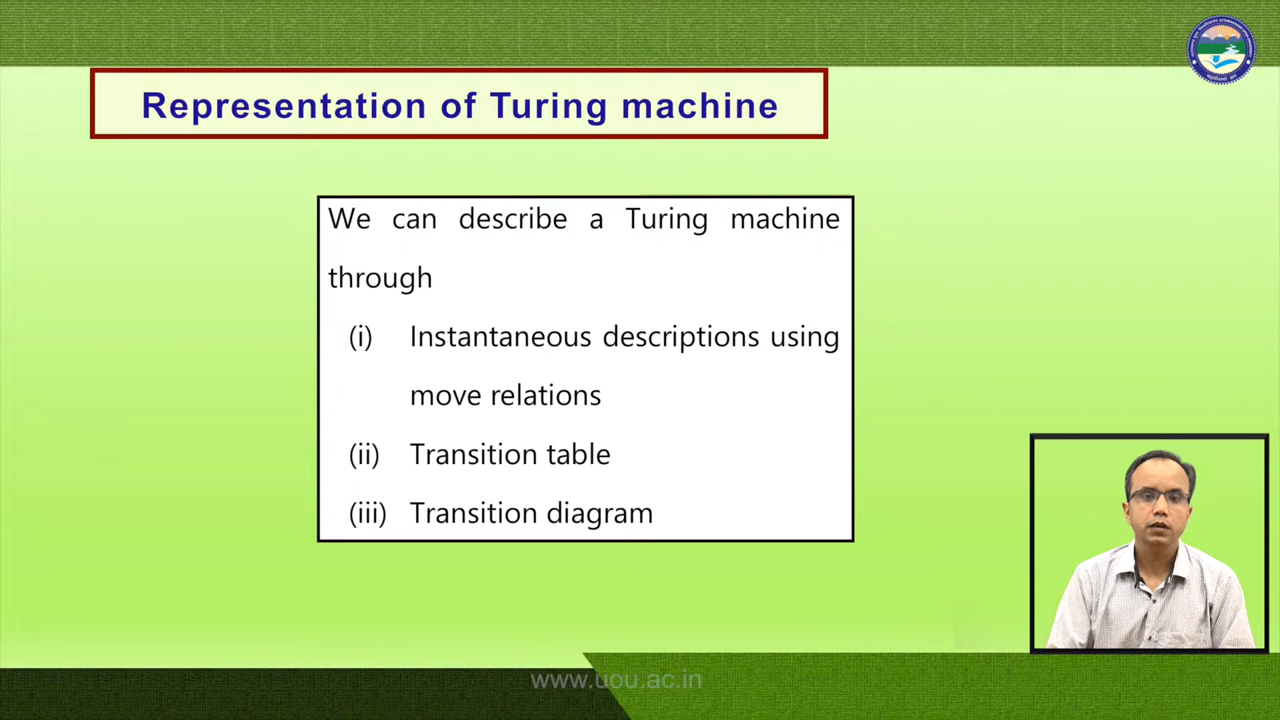 Representation of Turing machine
We can describe a Turing machine
through
(i) Instantaneous descriptions using
move relations
(ii) Transition table
(iii) Transition diagram
www.uou.ac.in